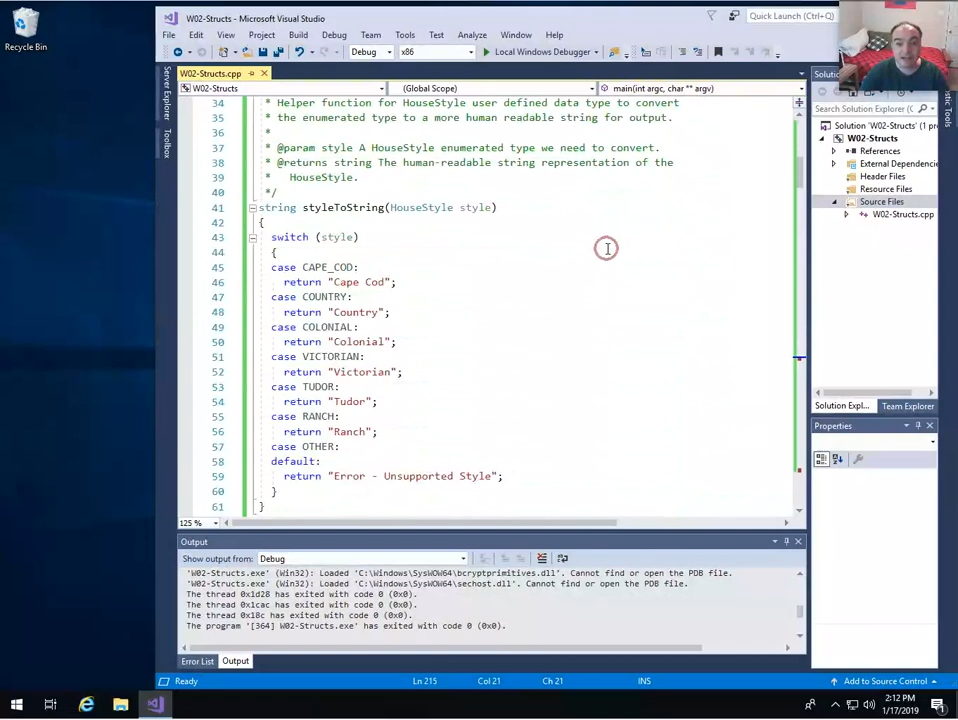 Recycle Bin
W02-Structs - Microsoft Visual Studio
Quick Launch (Ctrl+Q)
File Edit View Project Build Debug Team Tools Test Analyze Window Help
Debug x86 Local Windows Debugger
Server Explorer
Toolbox
W02-Structs.cpp
W02-Structs (Global Scope) main(int argc, char ** argv)
34 * Helper function for HouseStyle user defined data type to convert
35 * the enumerated type to a more human readable string for output.
36 *
37 * @param style A HouseStyle enumerated type we need to convert.
38 * @returns string The human-readable string representation of the
39 * HouseStyle.
40 */
41 string styleToString(HouseStyle style)
42 {
43 switch (style)
44 {
45 case CAPE_COD:
46 return "Cape Cod";
47 case COUNTRY:
48 return "Country";
49 case COLONIAL:
50 return "Colonial";
51 case VICTORIAN:
52 return "Victorian";
53 case TUDOR:
54 return "Tudor";
55 case RANCH:
56 return "Ranch";
57 case OTHER:
58 default:
59 return "Error - Unsupported Style";
60 }
61 }
125 %
Search Solution Explorer (
Solution 'W02-Structs' (1 pr
W02-Structs
References
External Dependencie
Header Files
Resource Files
Source Files
W02-Structs.cpp
Solution Expl... Team Explorer
Properties
Output
Show output from: Debug
'W02-Structs.exe' (Win32): Loaded 'C:\Windows\SysWOW64\bcryptprimitives.dll'. Cannot find or open the PDB file.
'W02-Structs.exe' (Win32): Loaded 'C:\Windows\SysWOW64\sechost.dll'. Cannot find or open the PDB file.
The thread 0x1d28 has exited with code 0 (0x0).
The thread 0x1cac has exited with code 0 (0x0).
The thread 0x18c has exited with code 0 (0x0).
The program '[364] W02-Structs.exe' has exited with code 0 (0x0).
Error List Output
Ready Ln 215 Col 21 Ch 21 INS Add to Source Control
2:12 PM
1/17/2019